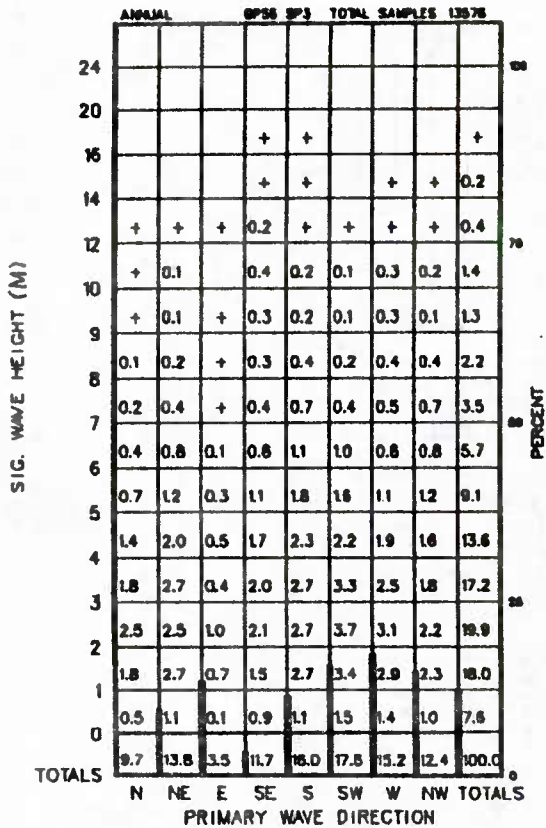 ANNUAL GP56 SP3 TOTAL SAMPLES 13576
24
20
+ + +
16
+ + + + 0.2
14
+ + + 0.2 + + + + 0.4
12
+ 0.1 0.4 0.2 0.1 0.3 0.2 1.4
10
+ 0.1 + 0.3 0.2 0.1 0.3 0.1 1.3
9
0.1 0.2 + 0.3 0.4 0.2 0.4 0.4 2.2
8
0.2 0.4 + 0.4 0.7 0.4 0.5 0.7 3.5
7
0.4 0.8 0.1 0.8 1.1 1.0 0.8 0.8 5.7
6
0.7 1.2 0.3 1.1 1.8 1.6 1.1 1.2 9.1
5
1.4 2.0 0.5 1.7 2.3 2.2 1.9 1.6 13.6
4
1.8 2.7 0.4 2.0 2.7 3.3 2.5 1.8 17.2
3
25
2.5 2.5 1.0 2.1 2.7 3.7 3.1 2.2 19.9
2
1.8 2.7 0.7 1.5 2.7 3.4 2.9 2.3 18.0
1
0.5 1.1 0.1 0.9 1.1 1.5 1.4 1.0 7.6
0
9.7 13.8 3.5 11.7 16.0 17.6 15.2 12.4 100.0
TOTALS 0
N NE E SE S SW W NW TOTALS
PRIMARY WAVE DIRECTION
SIG. WAVE HEIGHT (M)
PERCENT